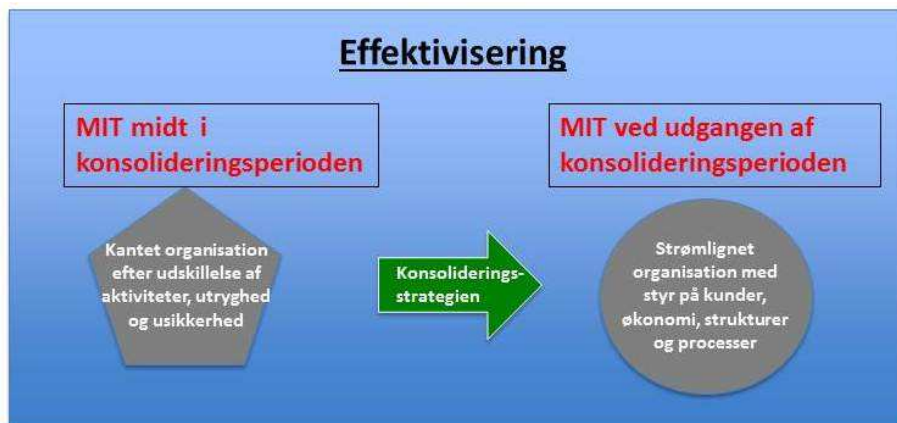 Effektivisering
MIT midt i
konsolideringsperioden
MIT ved udgangen af
konsolideringsperioden
Kantet organisation
efter udskillelse af
aktiviteter, utryghed
og usikkerhed
Konsoliderings-
strategien
Strømlignet
organisation med
styr på kunder,
økonomi, strukturer
og processer